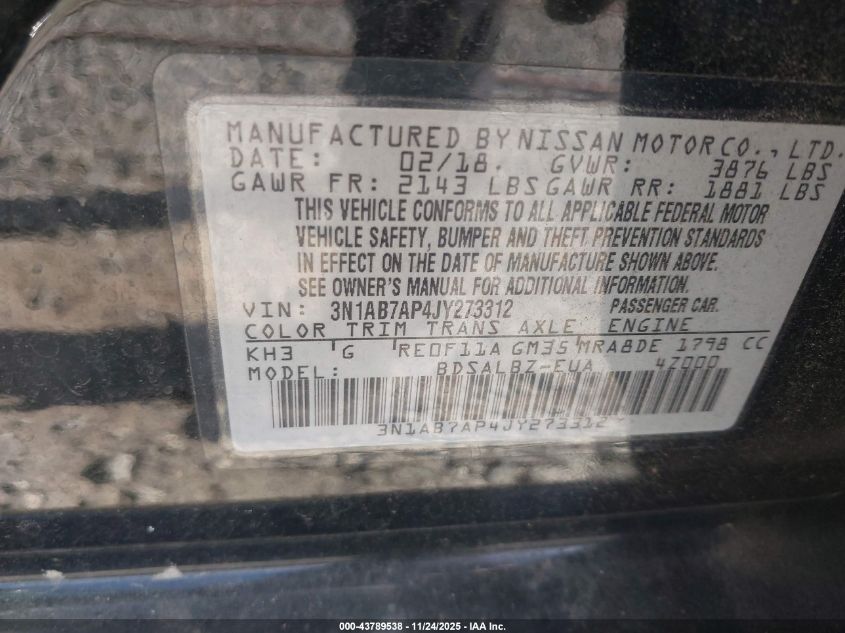 MANUFACTURED BY NISSAN MOTOR CO., LTD.
DATE: 02/18. GVWR: 3876 LBS
GAWR FR: 2143 LBS GAWR RR: 1881 LBS
THIS VEHICLE CONFORMS TO ALL APPLICABLE FEDERAL MOTOR
VEHICLE SAFETY, BUMPER AND THEFT PREVENTION STANDARDS
IN EFFECT ON THE DATE OF MANUFACTURE SHOWN ABOVE.
SEE OWNER'S MANUAL FOR ADDITIONAL INFORMATION.
VIN: 3N1AB7AP4JY273312 PASSENGER CAR.
COLOR TRIM TRANS AXLE ENGINE
KH3 G RE0F11A GM35 MRA8DE 1798 CC
MODEL: BDSALBZ-EUA 4Z000
3N1AB7AP4JY273312
000-43789538 - 11/24/2025 - IAA Inc.